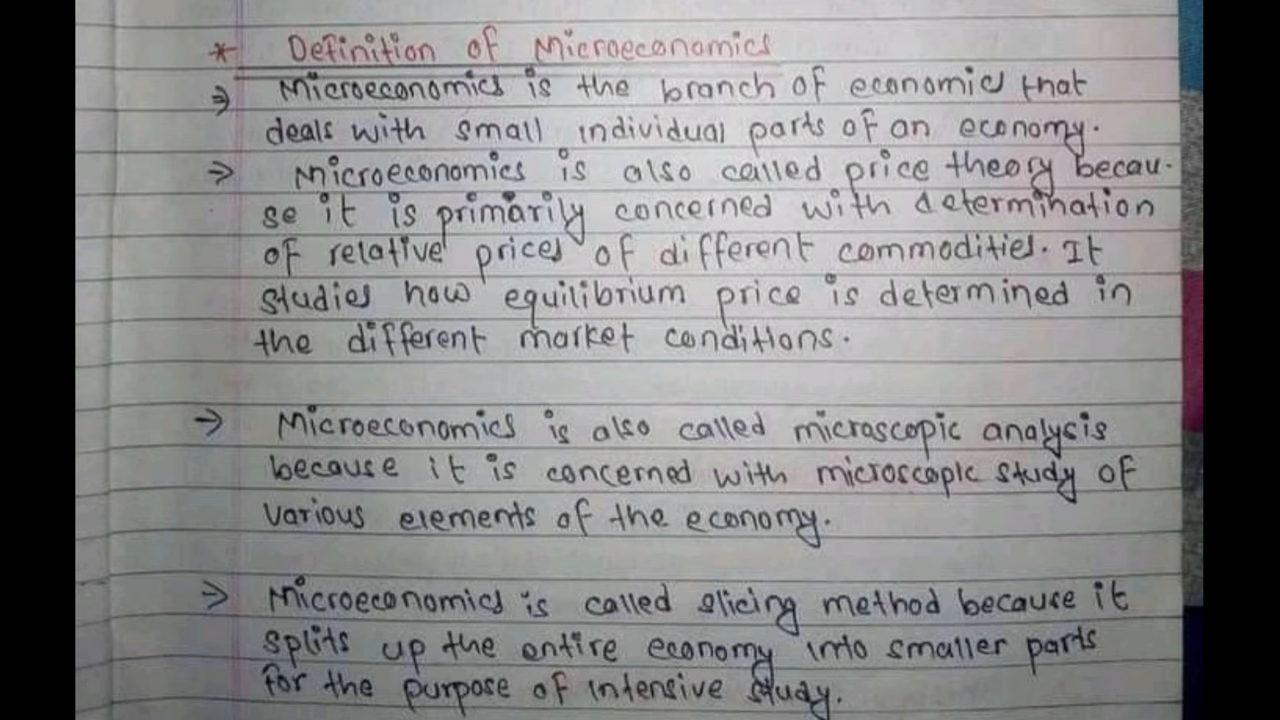 * Definition of Microeconomics
⇒ Microeconomics is the branch of economics that
deals with small individual parts of an economy.
⇒ Microeconomics is also called price theory becau-
se it is primarily concerned with determination
of relative prices of different commodities. It
studies how equilibrium price is determined in
the different market conditions.
→ Microeconomics is also called microscopic analysis
because it is concerned with microscopic study of
various elements of the economy.
⇒ Microeconomics is called slicing method because it
splits up the entire economy into smaller parts
for the purpose of intensive study.